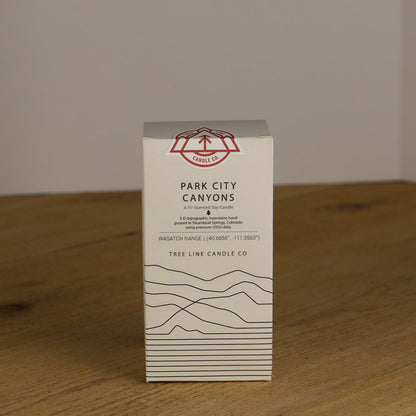 CANDLE CO.
PARK CITY
CANYONS
A Fir Scented Soy Candle
3-D topographic mountains hand
poured in Steamboat Springs, Colorado
using premium USGS data.
WASATCH RANGE | (40.6856°, -111.5563°)
TREE LINE CANDLE CO